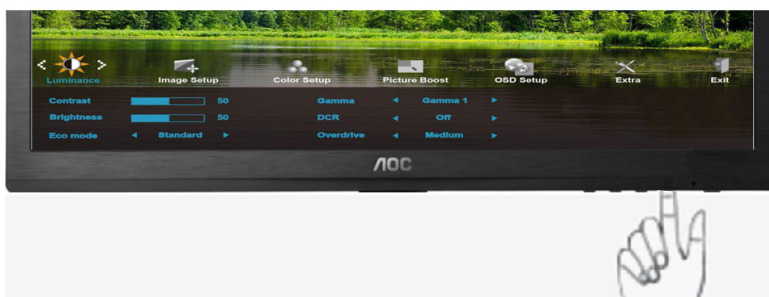 Luminance Image Setup Color Setup Picture Boost OSD Setup Extra Exit
Contrast 50 Gamma Gamma 1
Brightness 50 DCR Off
Eco mode Standard Overdrive Medium
AOC